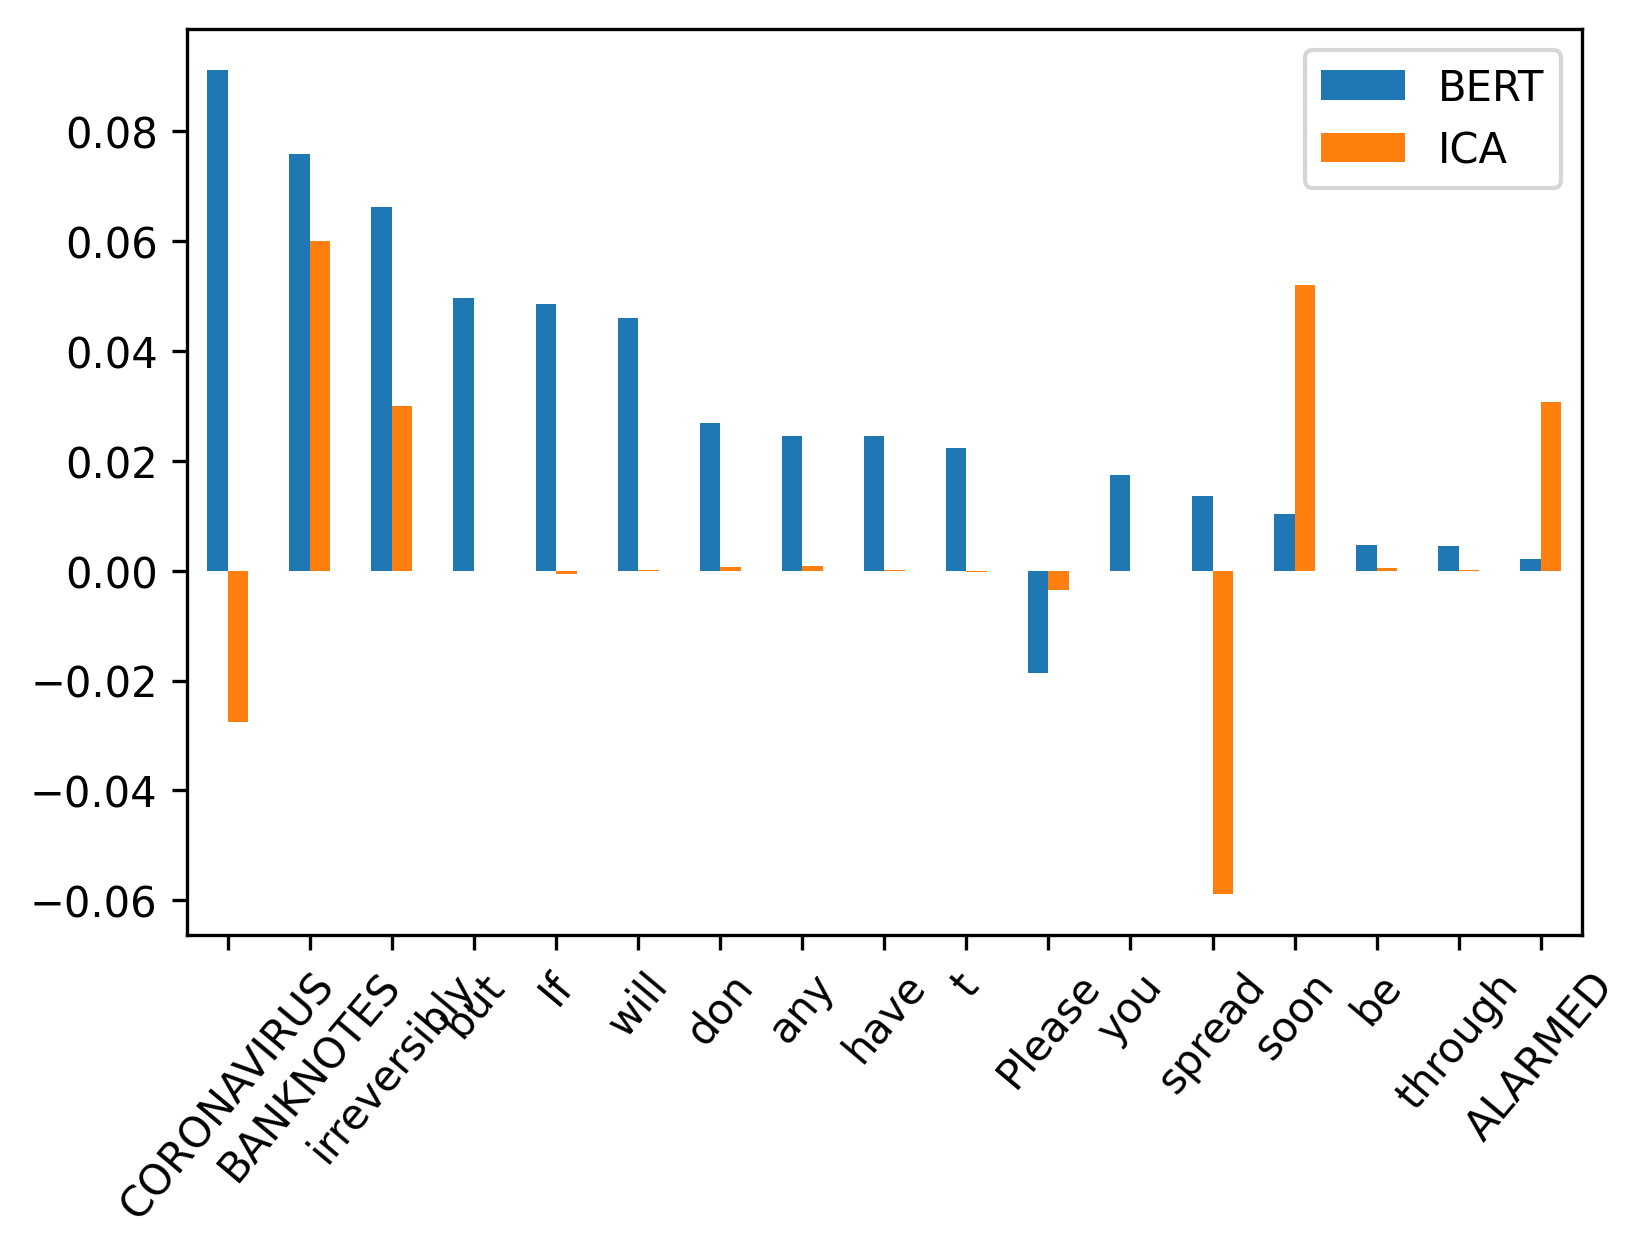 BERT
ICA
0.08
0.06
0.04
0.02
0.00
−0.02
−0.04
−0.06
CORONAVIRUS
BANKNOTES
irreversibly
but
If
will
don
any
have
t
Please
you
spread
soon
be
through
ALARMED